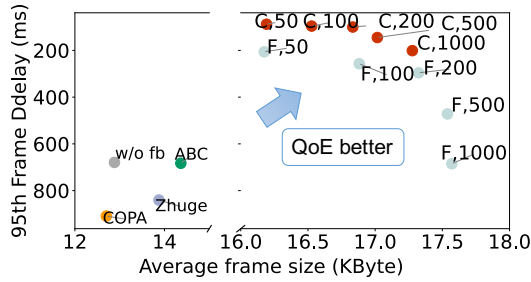 C,50
C,100
C,200
C,500
C,1000
F,50
F,100
F,200
F,500
F,1000
QoE better
w/o fb
ABC
Zhuge
COPA
95th Frame Ddelay (ms)
200
400
600
800
12
14
16.0
16.5
17.0
17.5
18.0
Average frame size (KByte)